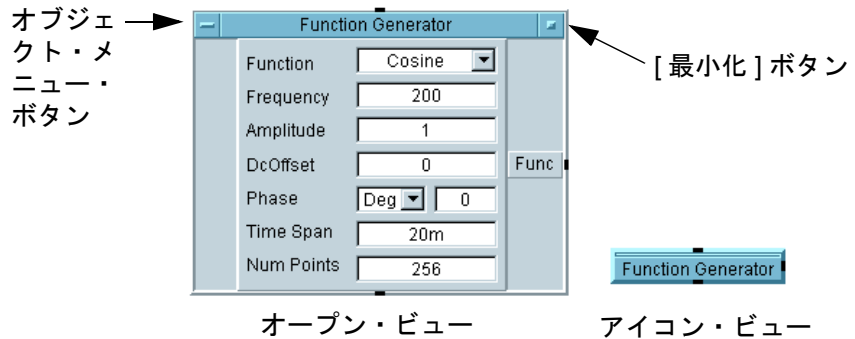 オブジェ
クト・メ
ニュー・
ボタン
Function Generator
[ 最小化 ] ボタン
Function Cosine
Frequency 200
Amplitude 1
DcOffset 0
Func
Phase Deg 0
Time Span 20m
Num Points 256
Function Generator
オープン・ビュー
アイコン・ビュー